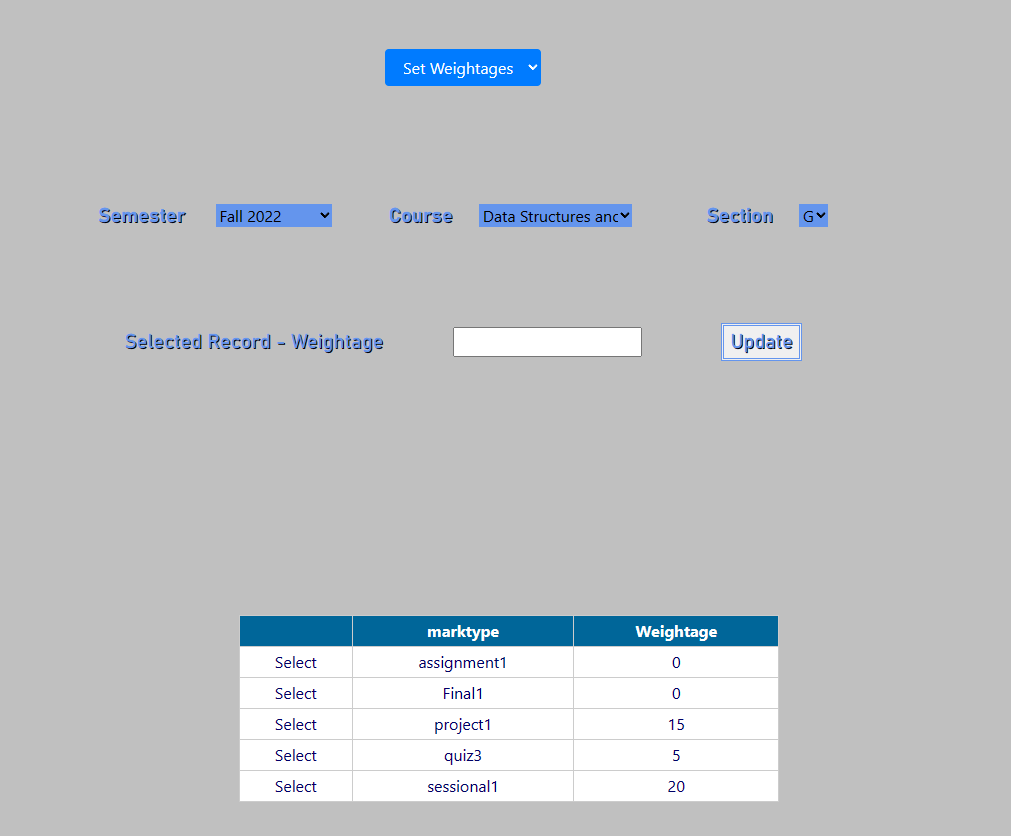 Set Weightages
Semester Fall 2022 Course Data Structures and Section G
Selected Record - Weightage Update
marktype Weightage
Select assignment1 0
Select Final1 0
Select project1 15
Select quiz3 5
Select sessional1 20